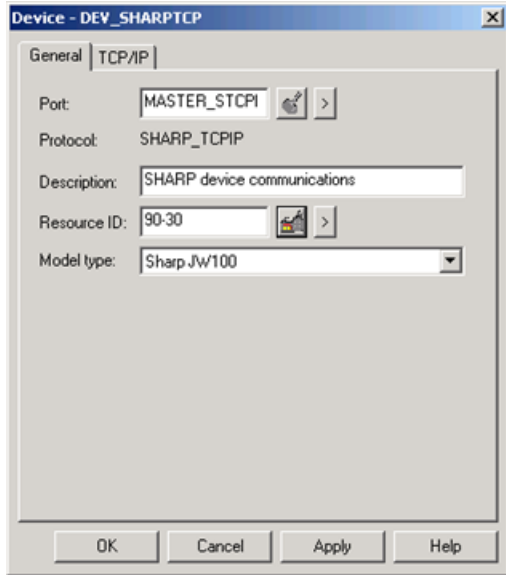 Device - DEV_SHARPTCP
General TCP/IP
Port: MASTER_STCPI >
Protocol: SHARP_TCPIP
Description: SHARP device communications
Resource ID: 90-30 >
Model type: Sharp JW100
OK Cancel Apply Help